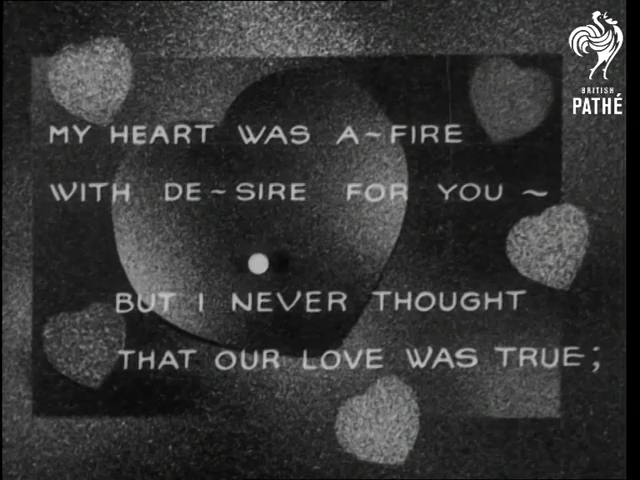 BRITISH
PATHÉ
MY HEART WAS A~FIRE
WITH DE~SIRE FOR YOU ~
BUT I NEVER THOUGHT
THAT OUR LOVE WAS TRUE;